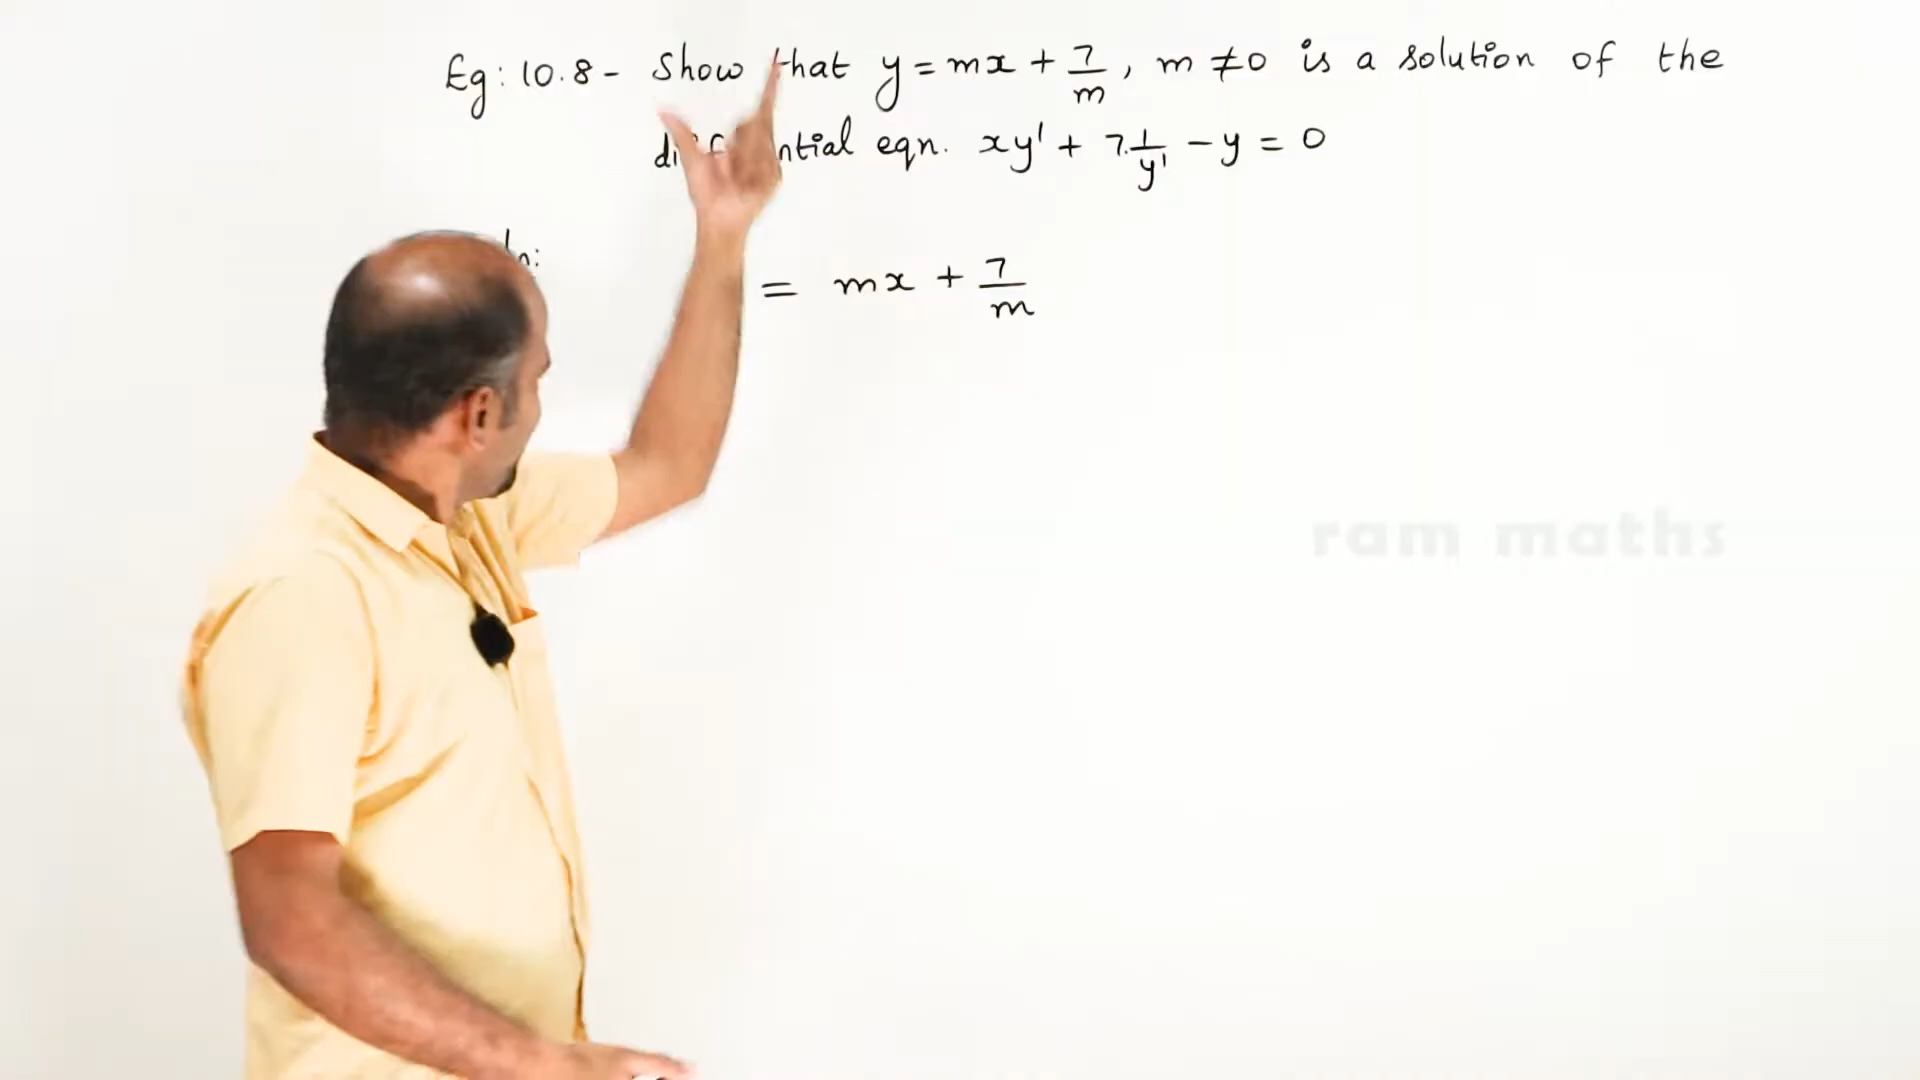 Eg: 10.8 - Show that y = mx + 7/m, m ≠ 0 is a solution of the
eqn. xy' + 7.1/y' - y = 0
= mx + 7/m
ram maths